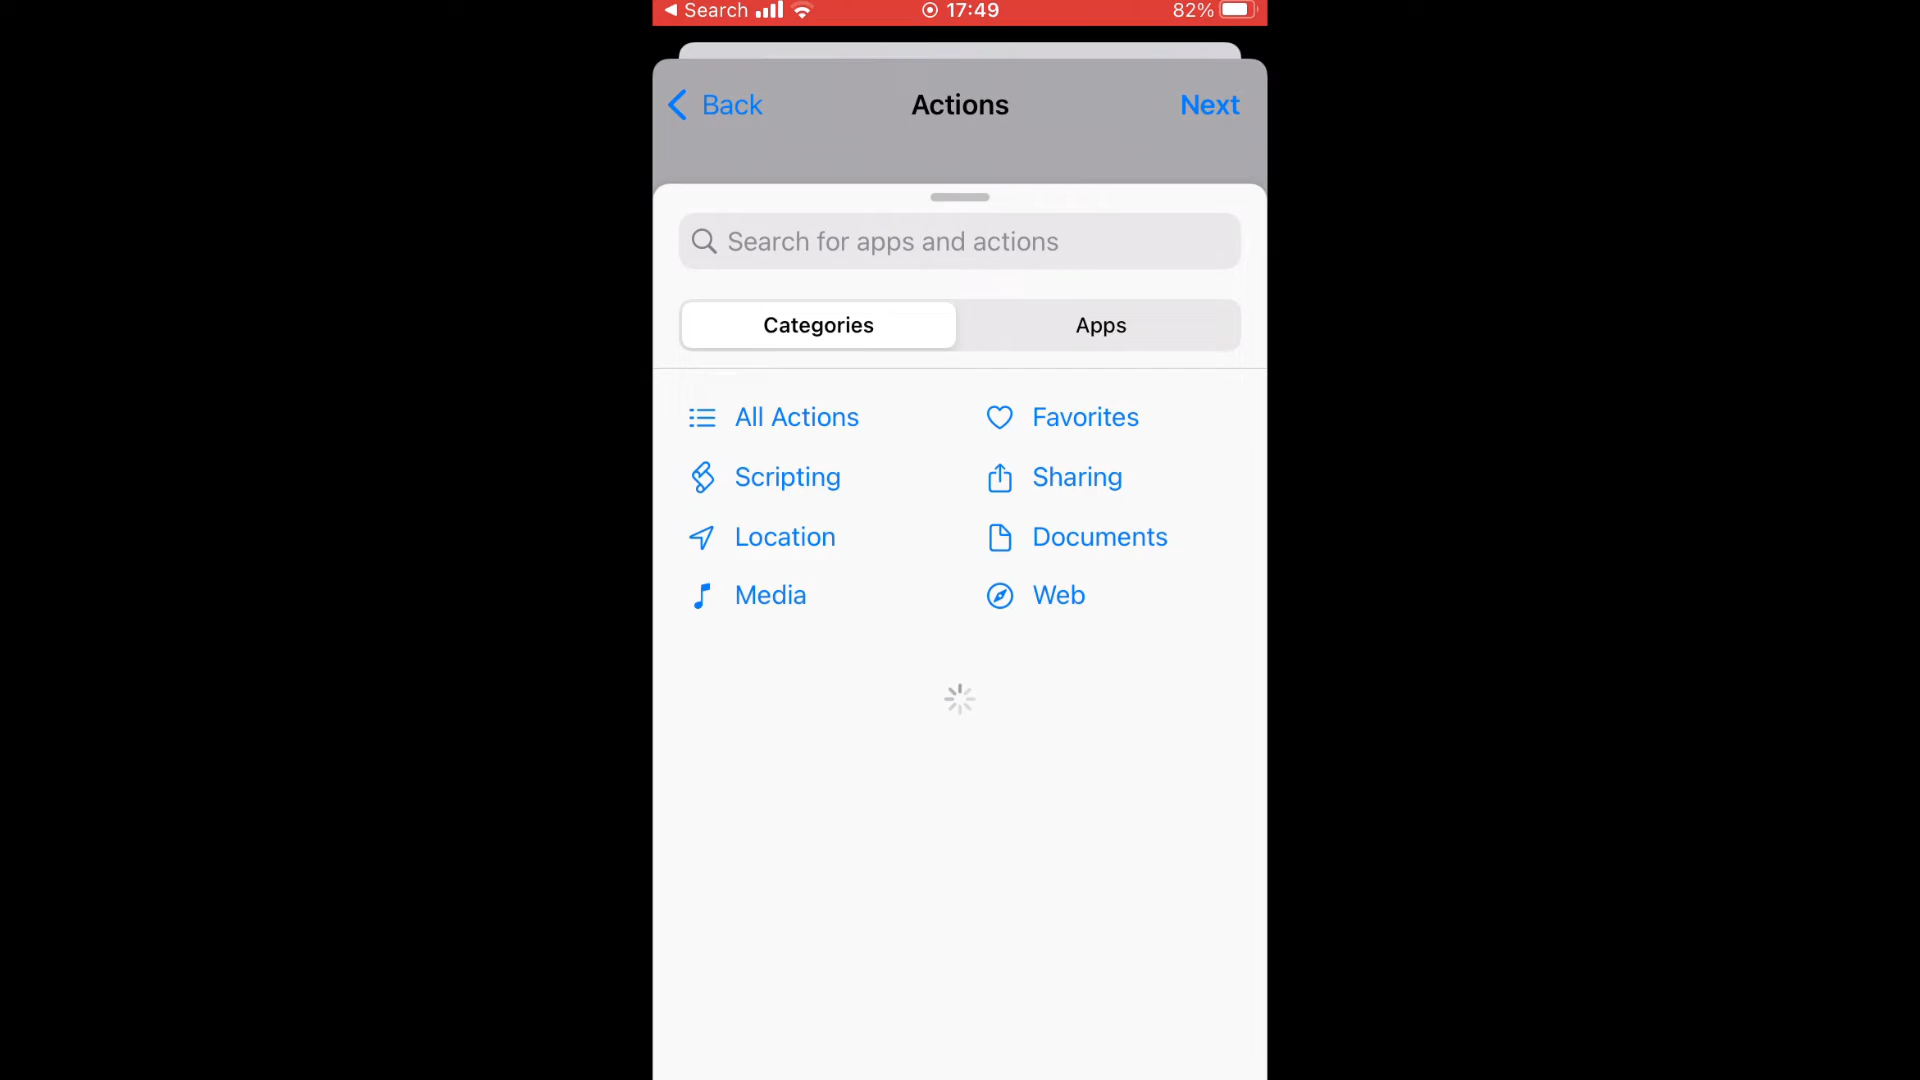 Search 17:49 82%
Back Actions Next
Search for apps and actions
Categories Apps
All Actions Favorites
Scripting Sharing
Location Documents
Media Web